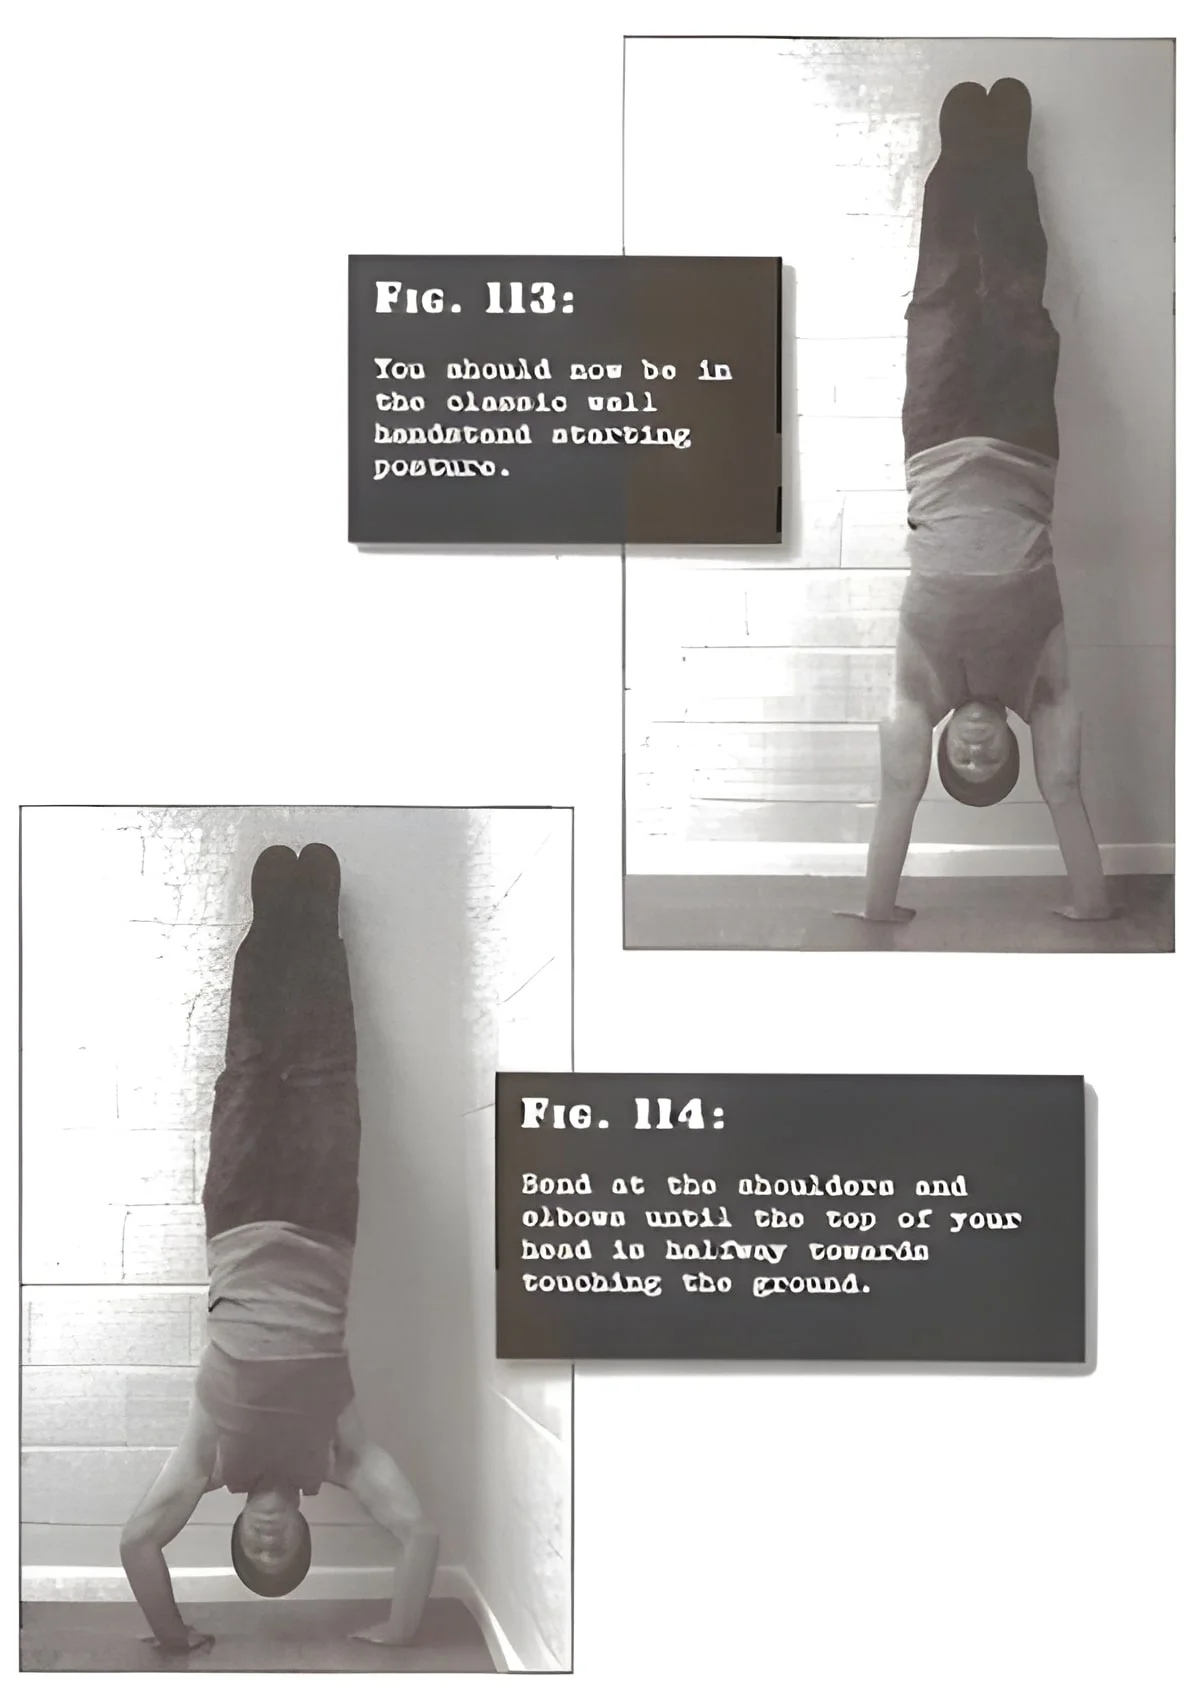 Fig. 113:
You should now be in
the classic wall
handstand starting
posture.
Fig. 114:
Bend at the shoulders and
elbows until the top of your
head is halfway towards
touching the ground.